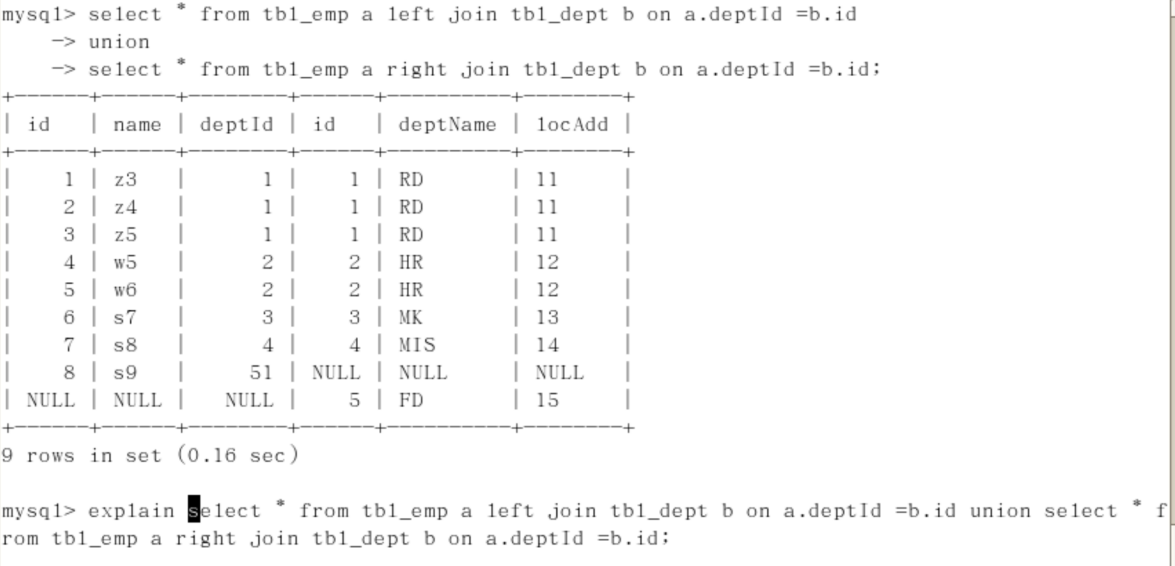 mysql> select * from tbl_emp a left join tbl_dept b on a.deptId =b.id
    -> union
    -> select * from tbl_emp a right join tbl_dept b on a.deptId =b.id;
+------+------+--------+------+----------+--------+
| id   | name | deptId | id   | deptName | locAdd |
+------+------+--------+------+----------+--------+
|    1 | z3   |      1 |    1 | RD       | 11     |
|    2 | z4   |      1 |    1 | RD       | 11     |
|    3 | z5   |      1 |    1 | RD       | 11     |
|    4 | w5   |      2 |    2 | HR       | 12     |
|    5 | w6   |      2 |    2 | HR       | 12     |
|    6 | s7   |      3 |    3 | MK       | 13     |
|    7 | s8   |      4 |    4 | MIS      | 14     |
|    8 | s9   |     51 | NULL | NULL     | NULL   |
| NULL | NULL |   NULL |    5 | FD       | 15     |
+------+------+--------+------+----------+--------+
9 rows in set (0.16 sec)
mysql> explain select * from tbl_emp a left join tbl_dept b on a.deptId =b.id union select * f
rom tbl_emp a right join tbl_dept b on a.deptId =b.id;